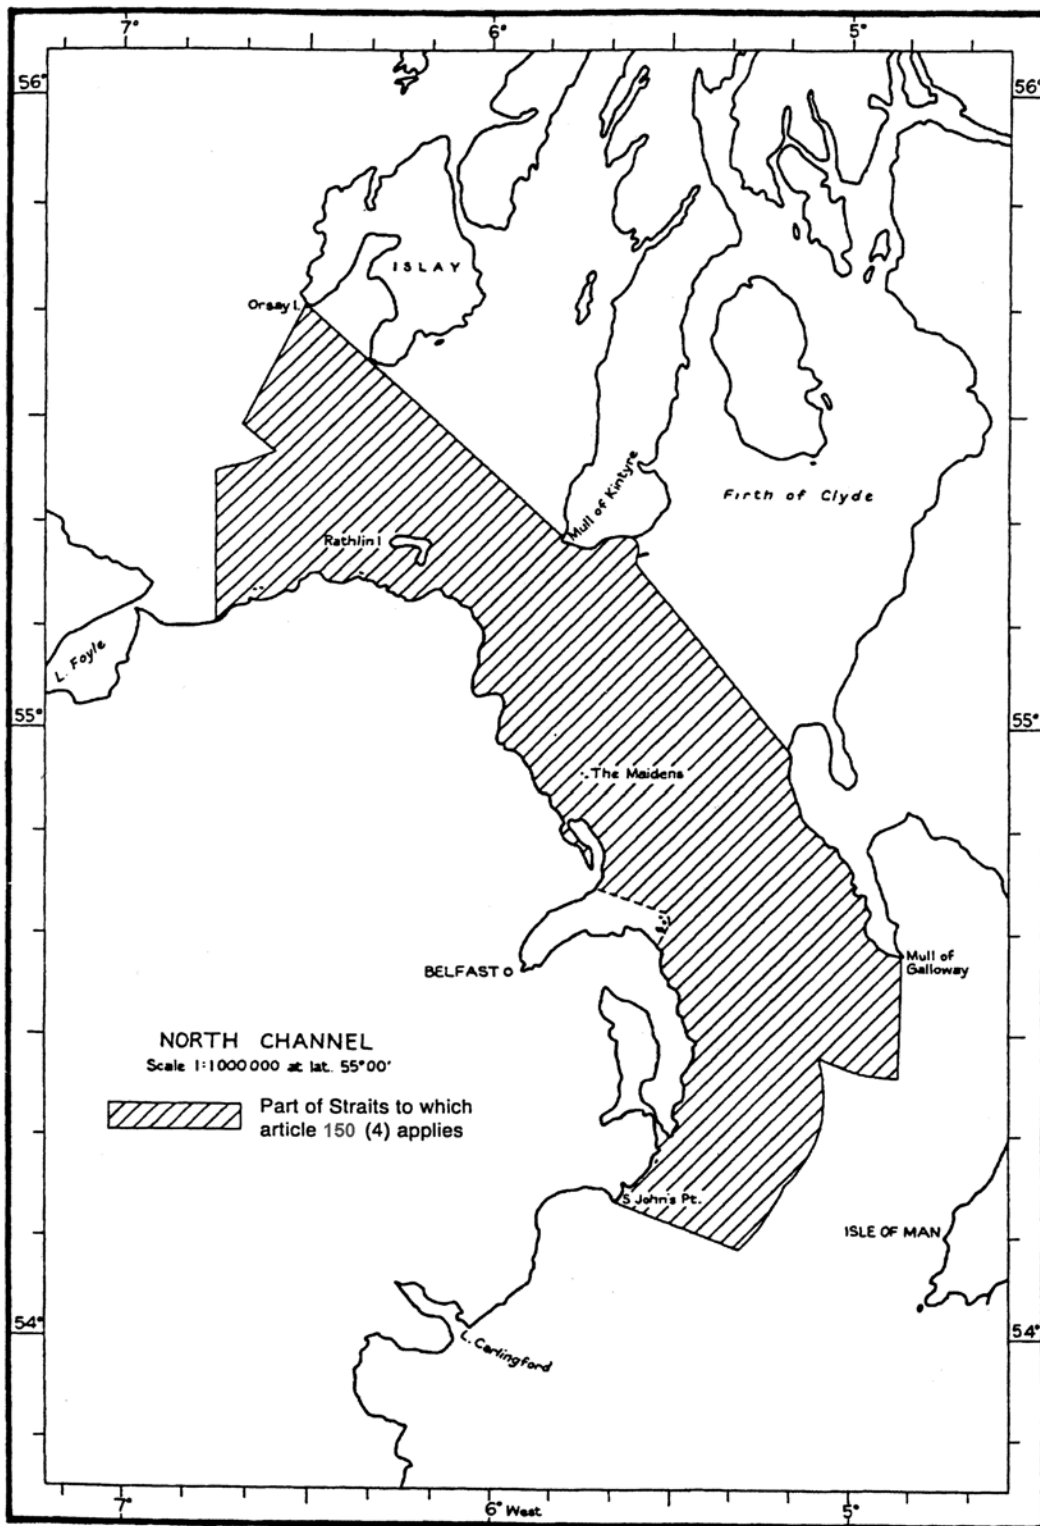 7°
6°
5°
56°
56°
ISLAY
Orsay I.
Mull of Kintyre
Firth of Clyde
Rathlin I
L. Foyle
55°
55°
The Maidens
BELFAST
Mull of
Galloway
NORTH CHANNEL
Scale 1:1000000 at lat. 55°00'
Part of Straits to which
article 150 (4) applies
S John's Pt.
ISLE OF MAN
54°
54°
L. Carlingford
7°
6° West
5°